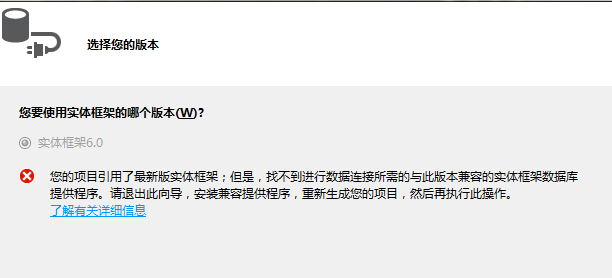 选择您的版本
您要使用实体框架的哪个版本(W)?
实体框架6.0
您的项目引用了最新版实体框架；但是，找不到进行数据连接所需的与此版本兼容的实体框架数据库
提供程序。请退出此向导，安装兼容提供程序，重新生成您的项目，然后再执行此操作。
了解有关详细信息